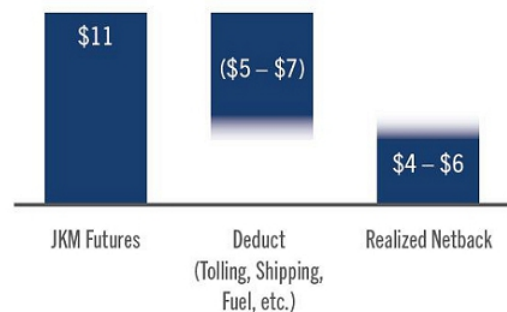 $11
($5 – $7)
$4 – $6
JKM Futures
Deduct
(Tolling, Shipping,
Fuel, etc.)
Realized Netback